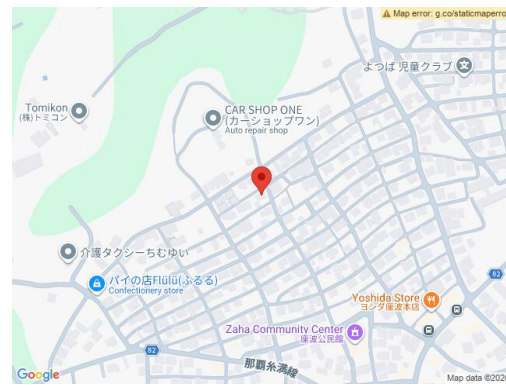 Map error: g.co/staticmaperro
よつば 児童クラブ
Tomikon
(株)トミコン
CAR SHOP ONE
(カーショップワン)
Auto repair shop
介護タクシーちむゆい
パイの店Flülü(ふるる)
Confectionery store
82
Yoshida Store
ヨシダ座波本店
Zaha Community Center
座波公民館
82
那覇糸満線
Google
Map data ©2026